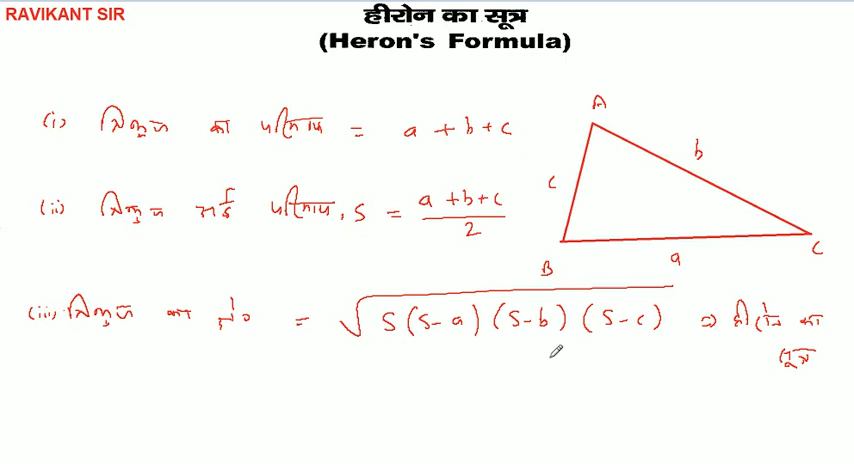 RAVIKANT SIR
हीरोन का सूत्र
(Heron's Formula)
(i) त्रिभुज का परिमाप = a + b + c
(ii) त्रिभुज अर्द्ध परिमाप, S = a + b + c / 2
(iii) त्रिभुज का क्षे० = √ S (S - a) (S - b) (S - c) ⇒ हीरोन का
सूत्र
A
b
c
B
a
C